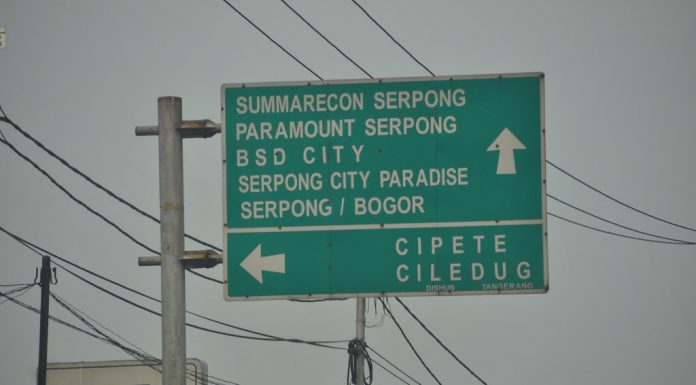 SUMMARECON SERPONG
PARAMOUNT SERPONG
BSD CITY
SERPONG CITY PARADISE
SERPONG / BOGOR
CIPETE
CILEDUG
DISHUB TANGERANG